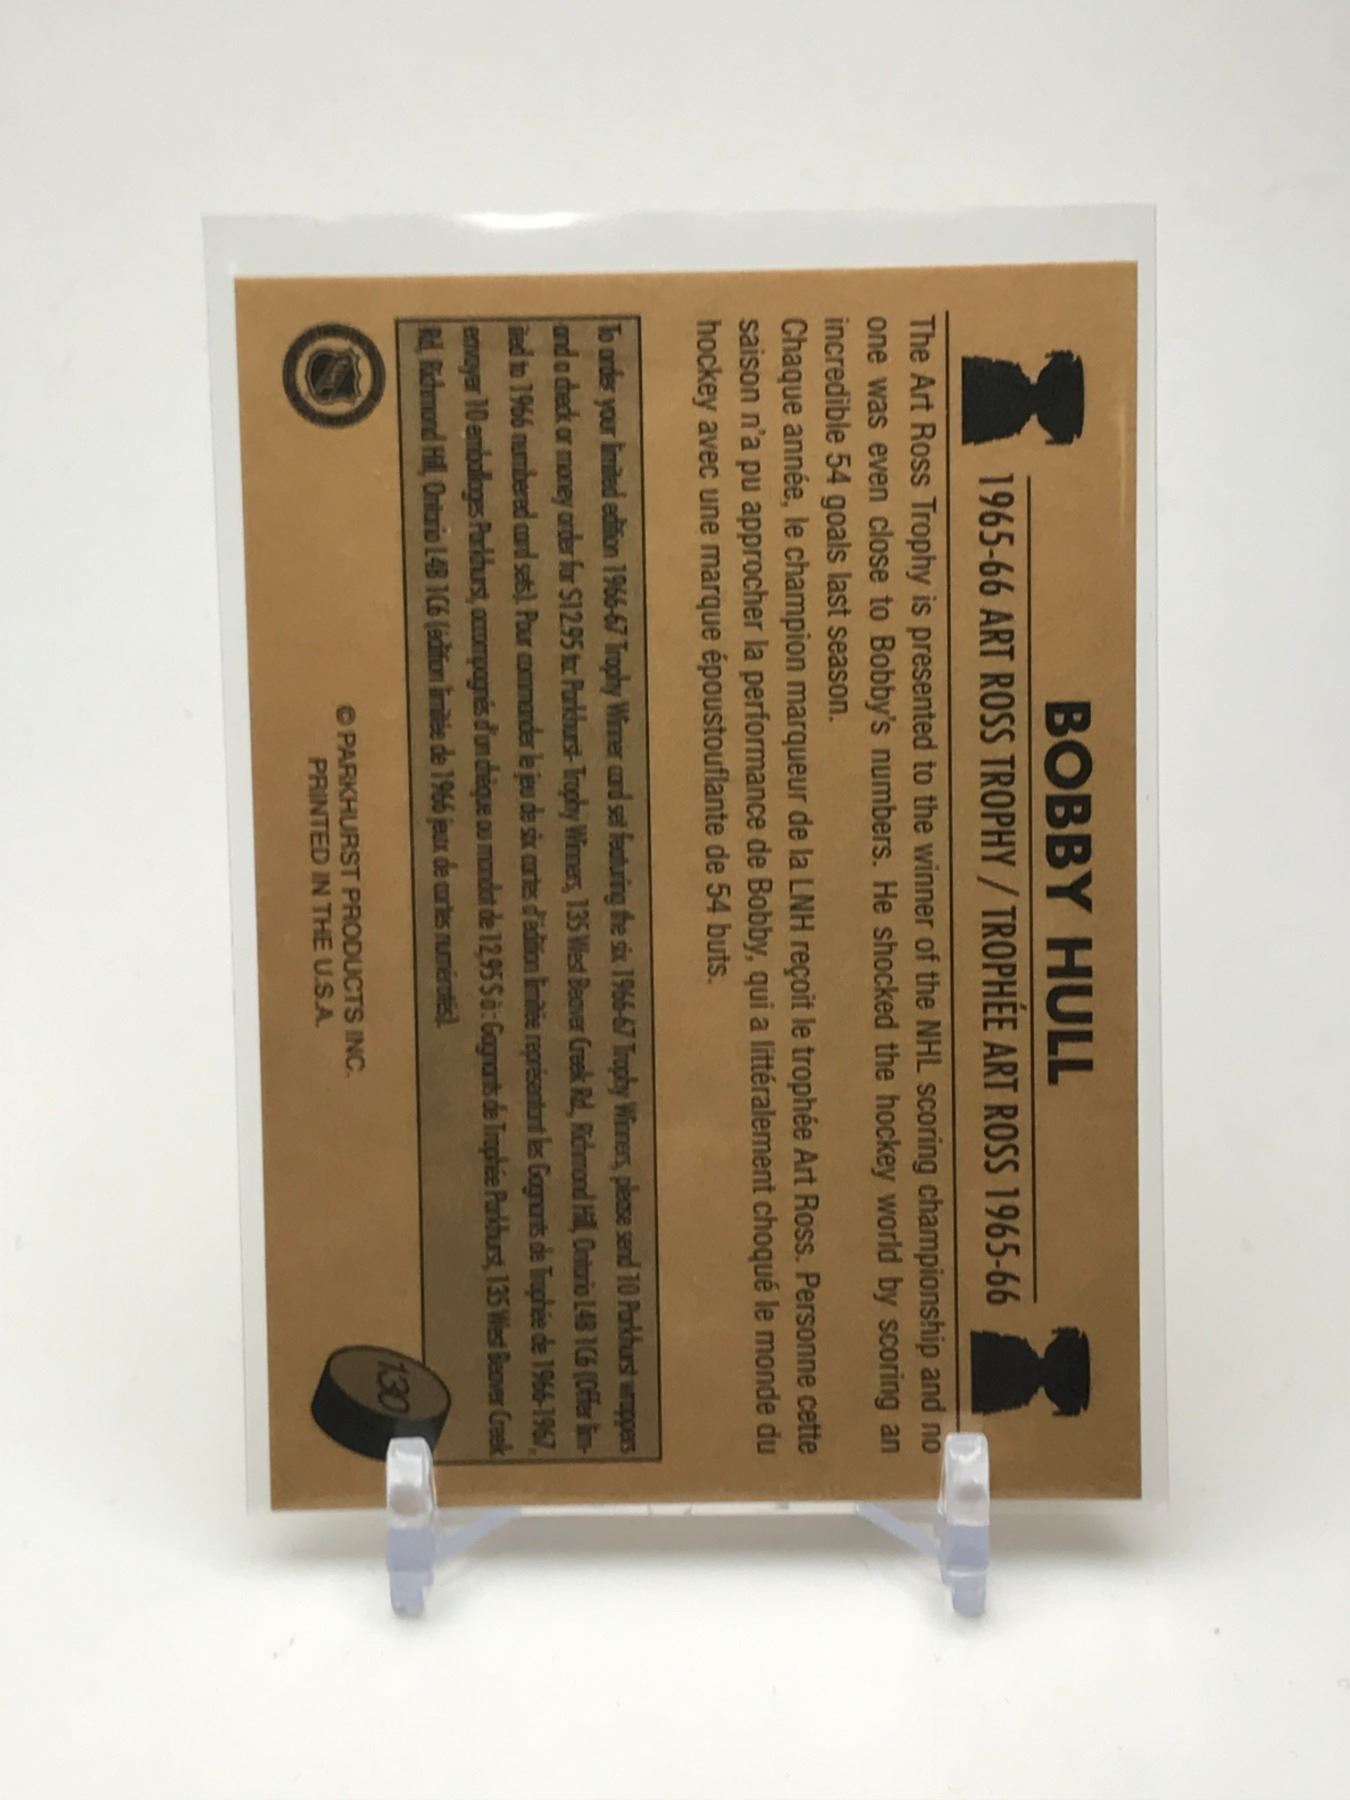 BOBBY HULL
1965-66 ART ROSS TROPHY / TROPHÉE ART ROSS 1965-66
The Art Ross Trophy is presented to the winner of the NHL scoring championship and no
one was even close to Bobby's numbers. He shocked the hockey world by scoring an
incredible 54 goals last season.
Chaque année, le champion marqueur de la LNH reçoit le trophée Art Ross. Personne cette
saison n'a pu approcher la performance de Bobby, qui a littéralement choqué le monde du
hockey avec une marque époustouflante de 54 buts.
To order your limited edition 1966-67 Trophy Winner card set featuring the six 1966-67 Trophy Winners, please send 10 Parkhurst wrappers
and a check or money order for $12.95 to: Parkhurst- Trophy Winners, 135 West Beaver Creek Rd., Richmond Hill, Ontario L4B 1C6 (Offer lim-
ited to 1966 numbered card sets). Pour commander le jeu de six cartes d'édition limitée représentant les Gagnants de Trophée de 1966-1967,
envoyer 10 emballages Parkhurst, accompagnés d'un chèque ou mandat de 12,95 $ à : Gagnants de Trophée Parkhurst, 135 West Beaver Creek
Rd, Richmond Hill, Ontario L4B 1C6 (édition limitée de 1966 jeux de cartes numérotés).
© PARKHURST PRODUCTS INC.
PRINTED IN THE U.S.A.
130